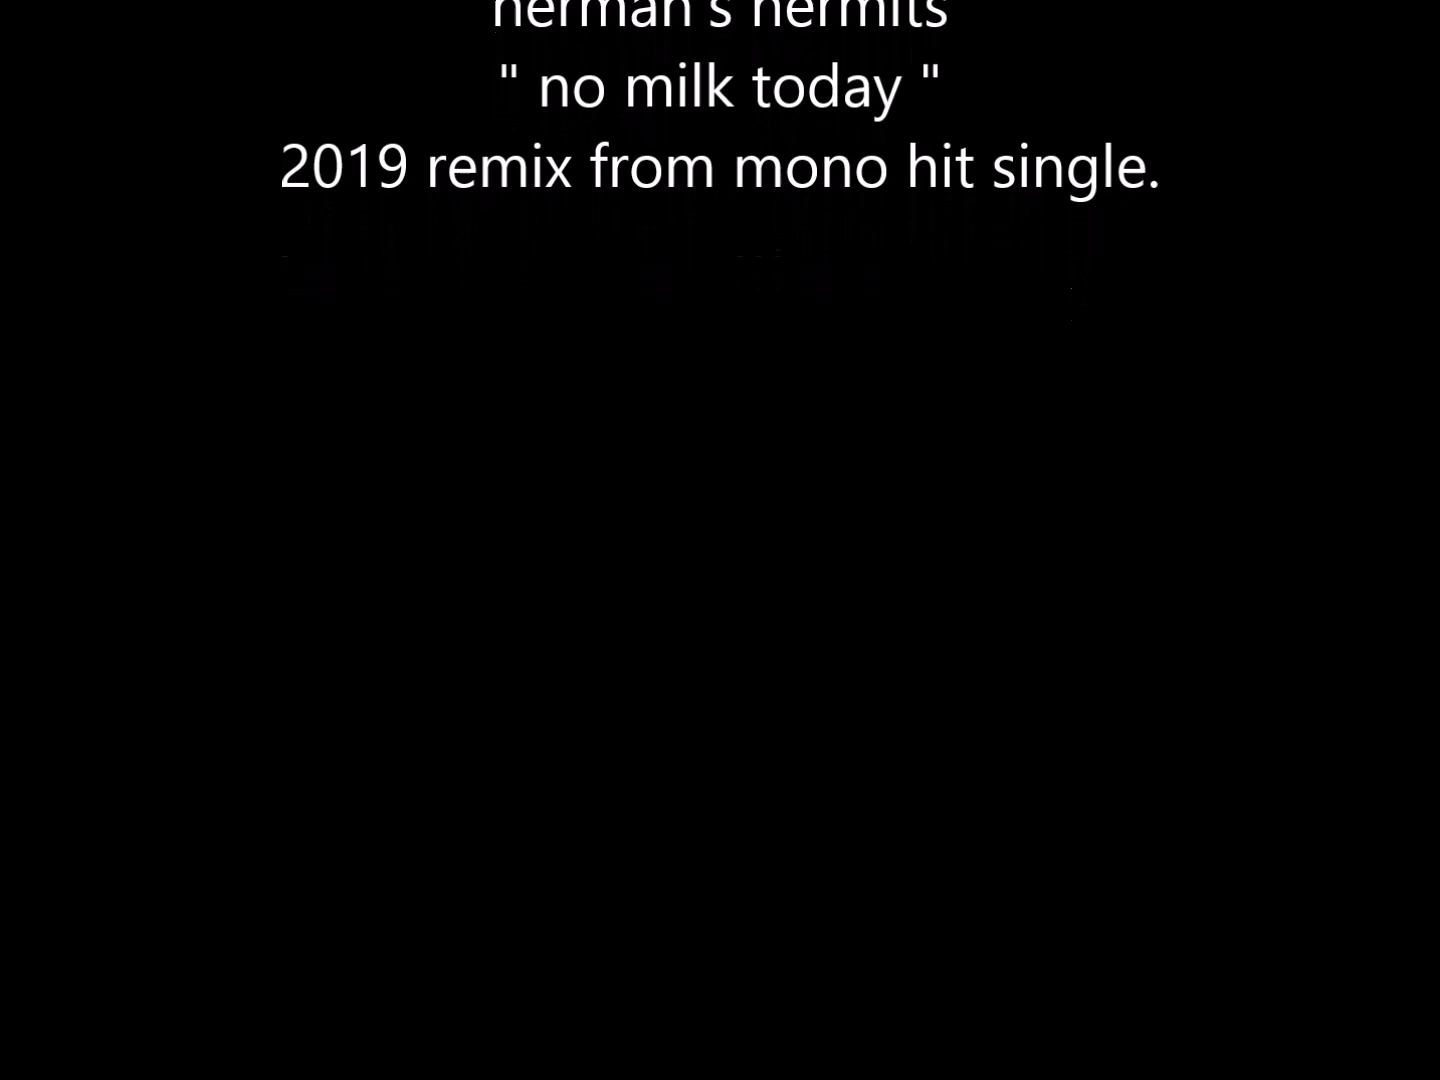 herman's hermits
" no milk today "
2019 remix from mono hit single.